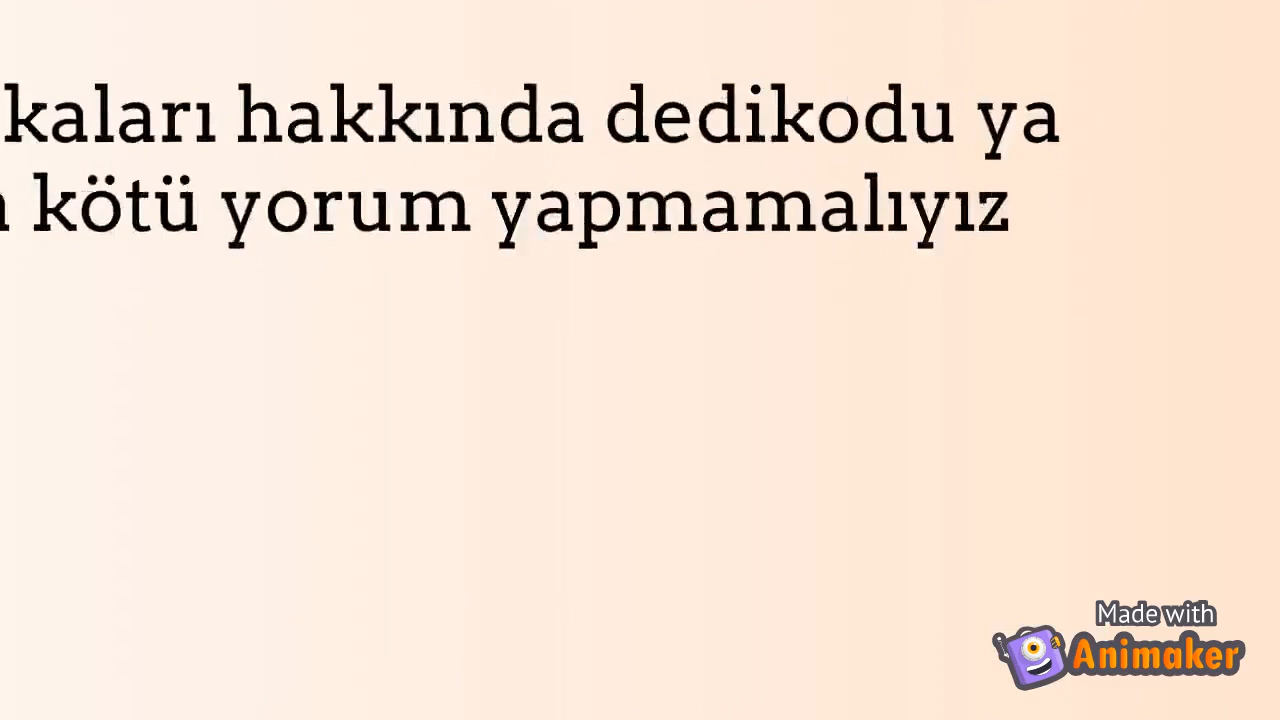 kaları hakkında dedikodu ya
kötü yorum yapmamalıyız
Made with
Animaker